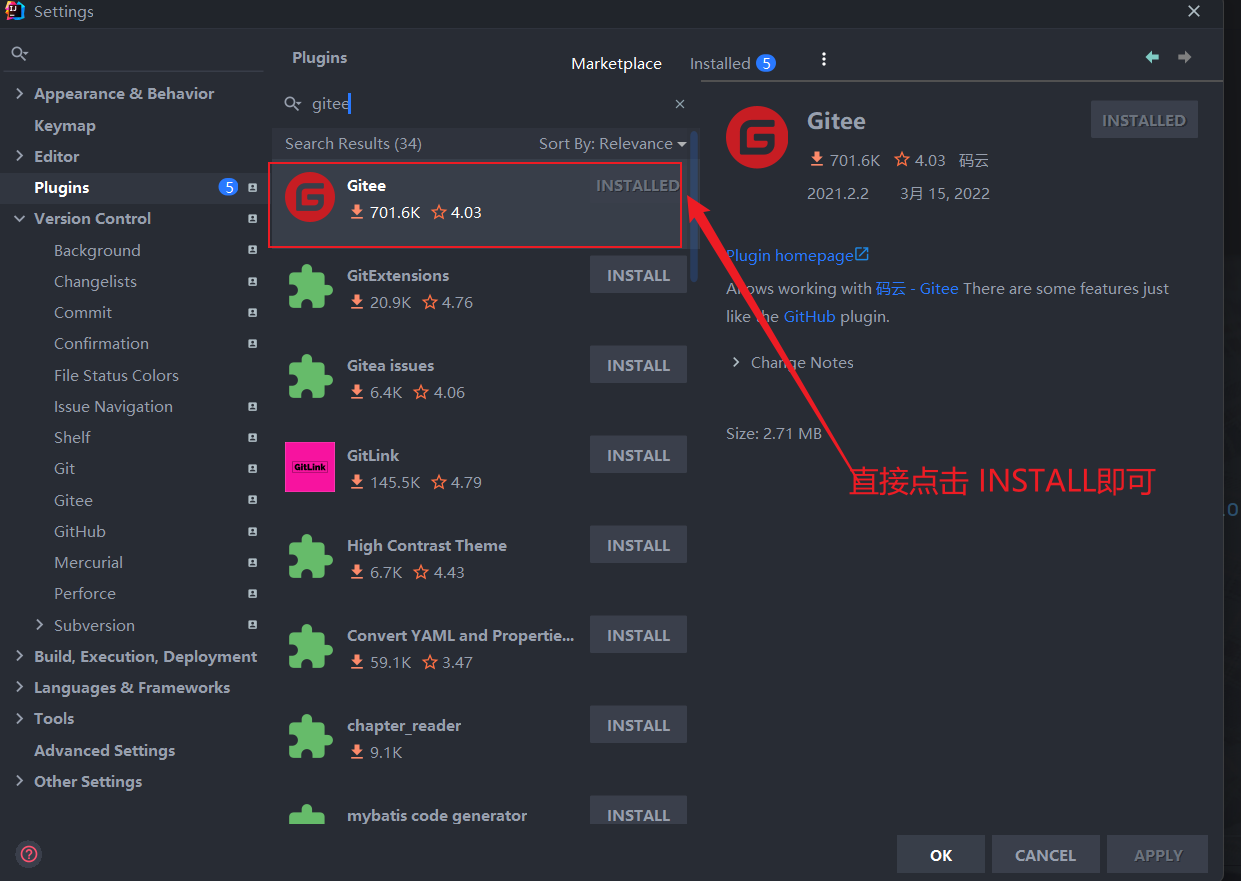 Settings
Plugins
Marketplace
Installed 5
gitee
Search Results (34)
Sort By: Relevance
Appearance & Behavior
Keymap
Editor
Plugins 5
Version Control
Background
Changelists
Commit
Confirmation
File Status Colors
Issue Navigation
Shelf
Git
Gitee
GitHub
Mercurial
Perforce
Subversion
Build, Execution, Deployment
Languages & Frameworks
Tools
Advanced Settings
Other Settings
Gitee INSTALLED
701.6K 4.03
GitExtensions INSTALL
20.9K 4.76
Gitea issues INSTALL
6.4K 4.06
GitLink
GitLink INSTALL
145.5K 4.79
High Contrast Theme INSTALL
6.7K 4.43
Convert YAML and Propertie... INSTALL
59.1K 3.47
chapter_reader INSTALL
9.1K
mybatis code generator INSTALL
Gitee INSTALLED
701.6K 4.03 码云
2021.2.2 3月 15, 2022
Plugin homepage
Allows working with 码云 - Gitee There are some features just
like the GitHub plugin.
Change Notes
Size: 2.71 MB
直接点击 INSTALL即可
.0
OK CANCEL APPLY